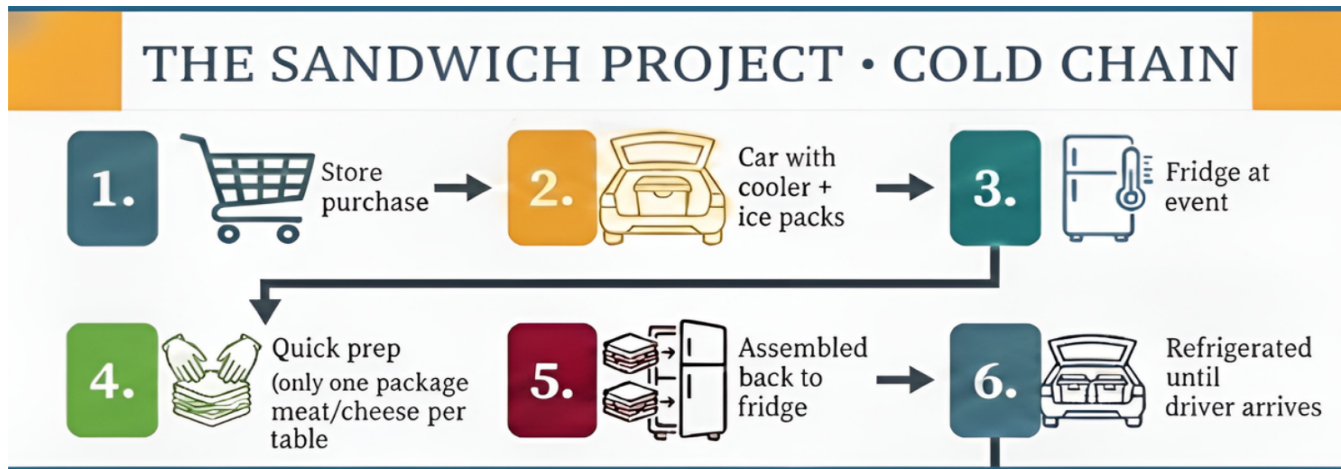 THE SANDWICH PROJECT • COLD CHAIN
1.
Store
purchase
2.
Car with
cooler +
ice packs
3.
Fridge at
event
4.
Quick prep
(only one package
meat/cheese per
table
5.
Assembled
back to
fridge
6.
Refrigerated
until
driver arrives